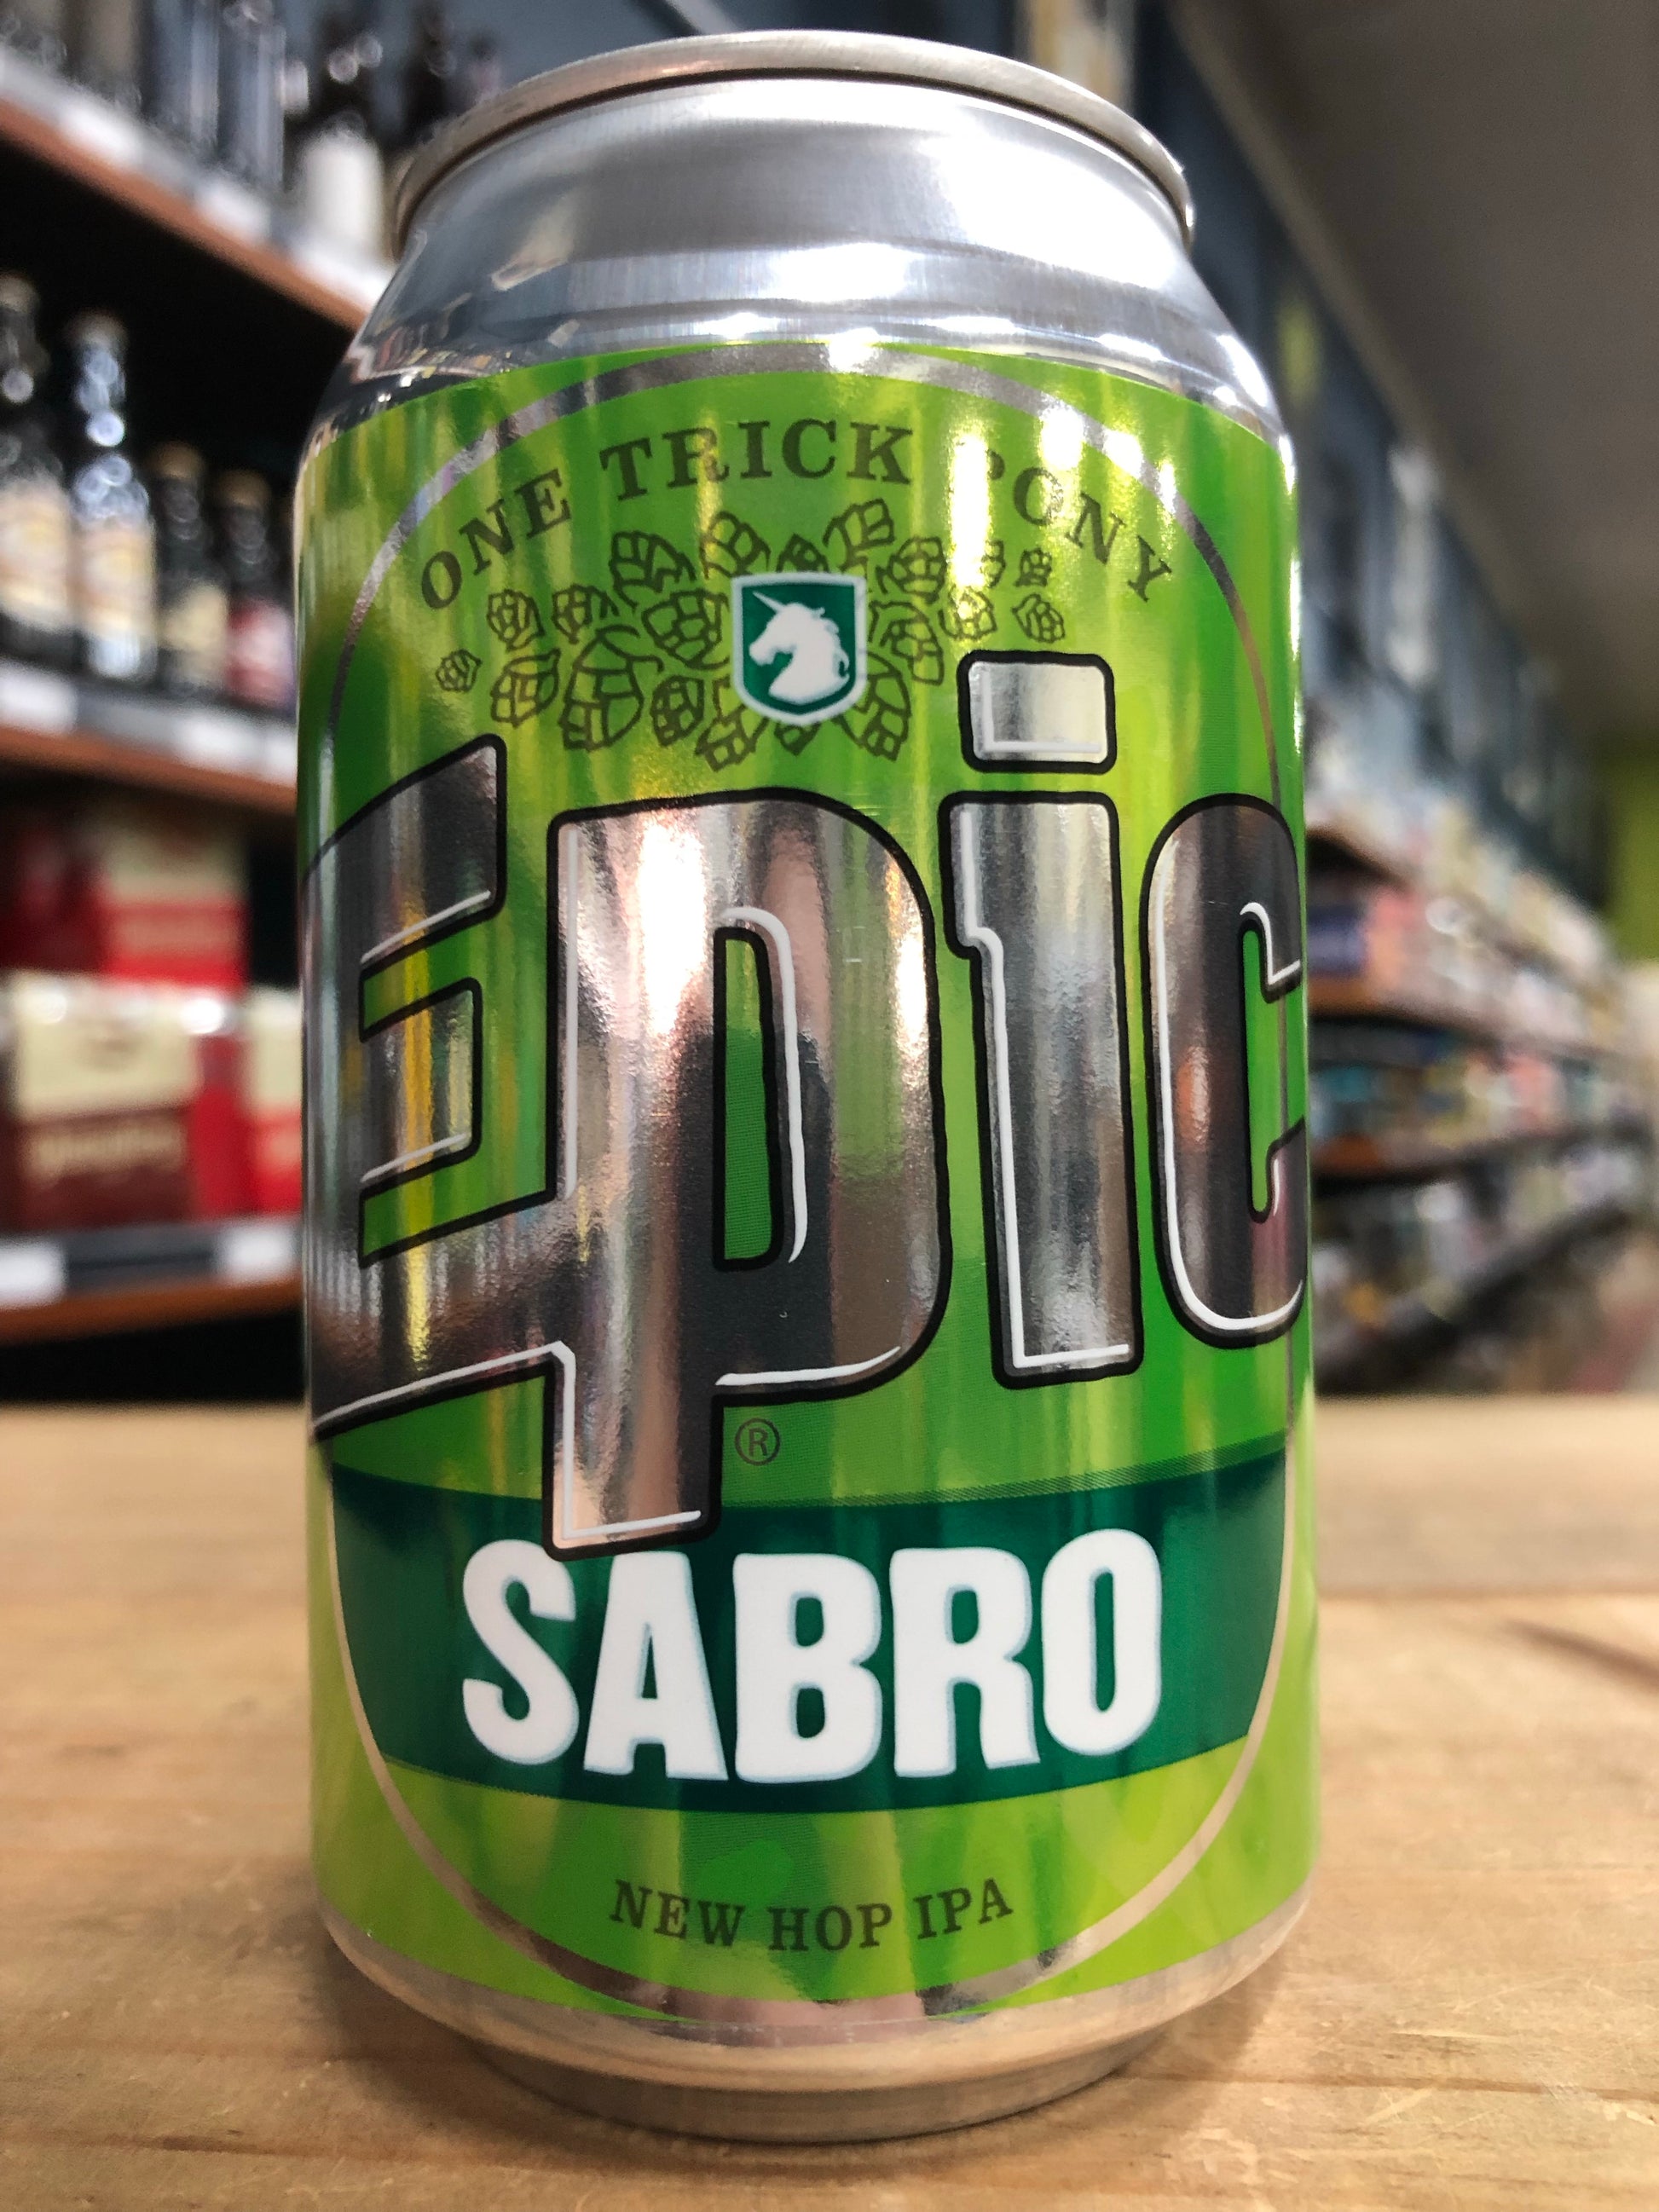 ONE TRICK PONY
Epic
®
SABRO
NEW HOP IPA